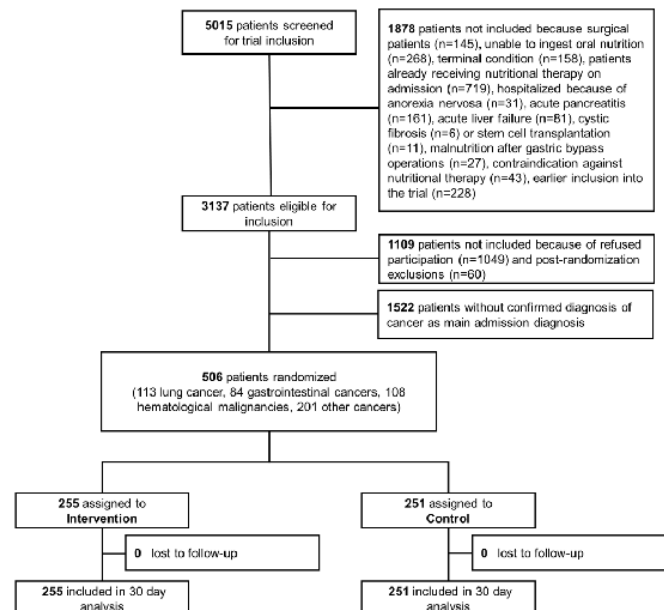 5015 patients screened
for trial inclusion
1878 patients not included because surgical
patients (n=145), unable to ingest oral nutrition
(n=268), terminal condition (n=158), patients
already receiving nutritional therapy on
admission (n=719), hospitalized because of
anorexia nervosa (n=31), acute pancreatitis
(n=161), acute liver failure (n=81), cystic
fibrosis (n=6) or stem cell transplantation
(n=11), malnutrition after gastric bypass
operations (n=27), contraindication against
nutritional therapy (n=43), earlier inclusion into
the trial (n=228)
3137 patients eligible for
inclusion
1109 patients not included because of refused
participation (n=1049) and post-randomization
exclusions (n=60)
1522 patients without confirmed diagnosis of
cancer as main admission diagnosis
506 patients randomized
(113 lung cancer, 84 gastrointestinal cancers, 108
hematological malignancies, 201 other cancers)
255 assigned to
Intervention
251 assigned to
Control
0 lost to follow-up
0 lost to follow-up
255 included in 30 day
analysis
251 included in 30 day
analysis